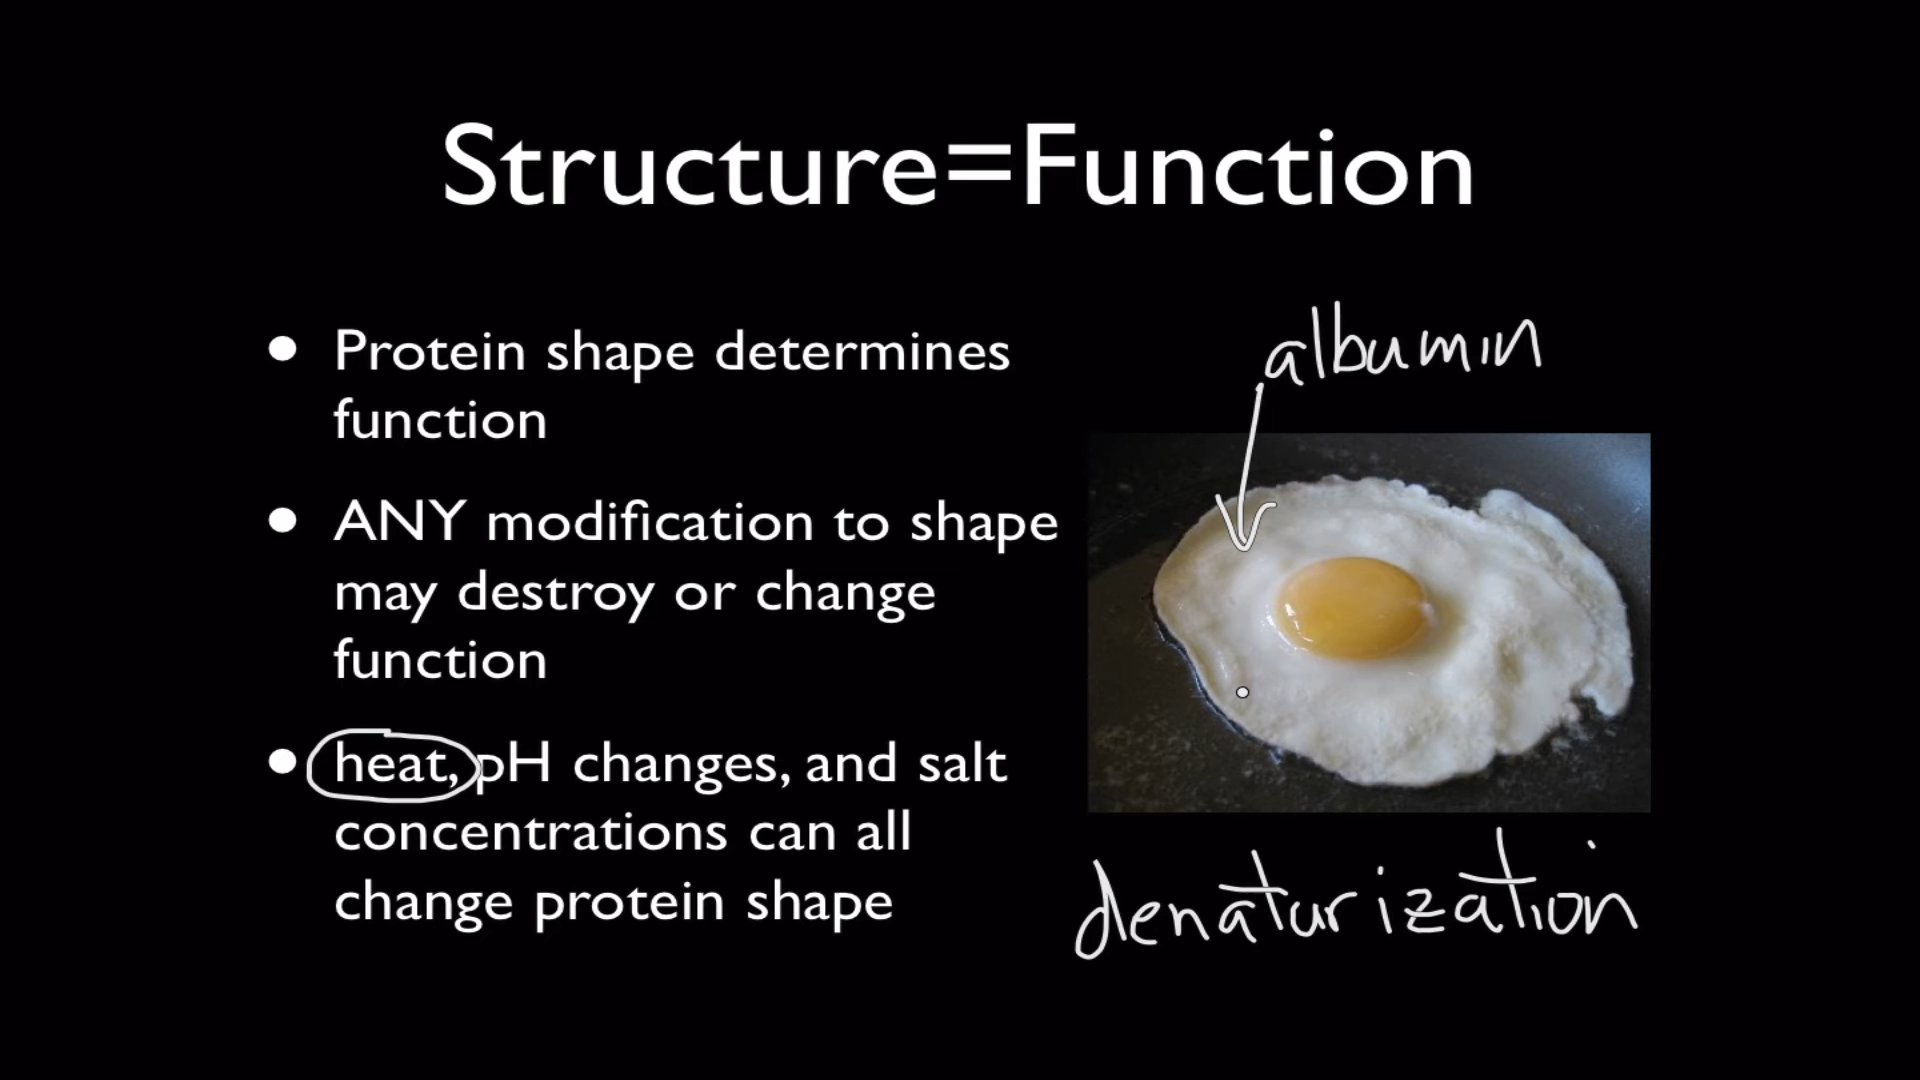 Structure=Function
• Protein shape determines
function
• ANY modification to shape
may destroy or change
function
• heat, pH changes, and salt
concentrations can all
change protein shape
albumin
denaturization